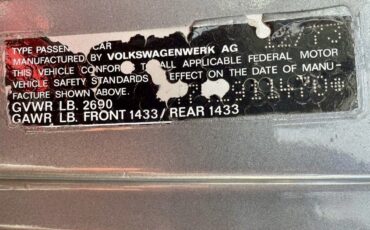 TYPE PASSEN CAR
MANUFACTURED BY VOLKSWAGENWERK AG
THIS VEHICLE CONFOR TO ALL APPLICABLE FEDERAL MOTOR
VEHICLE SAFETY STANDARDS EFFECT ON THE DATE OF MANU-
FACTURE SHOWN ABOVE.
GVWR LB. 2690
GAWR LB. FRONT 1433 / REAR 1433